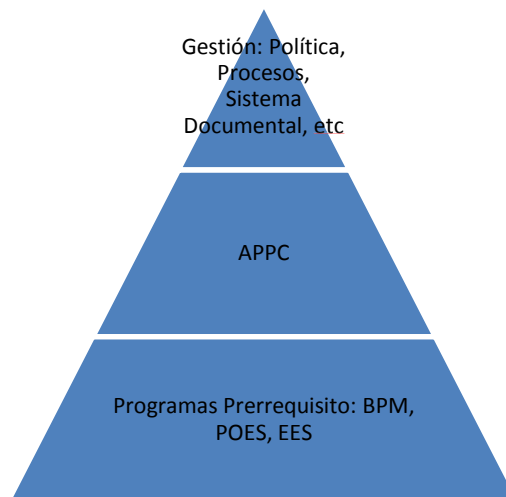 Gestión: Política,
Procesos,
Sistema
Documental, etc
APPC
Programas Prerrequisito: BPM,
POES, EES